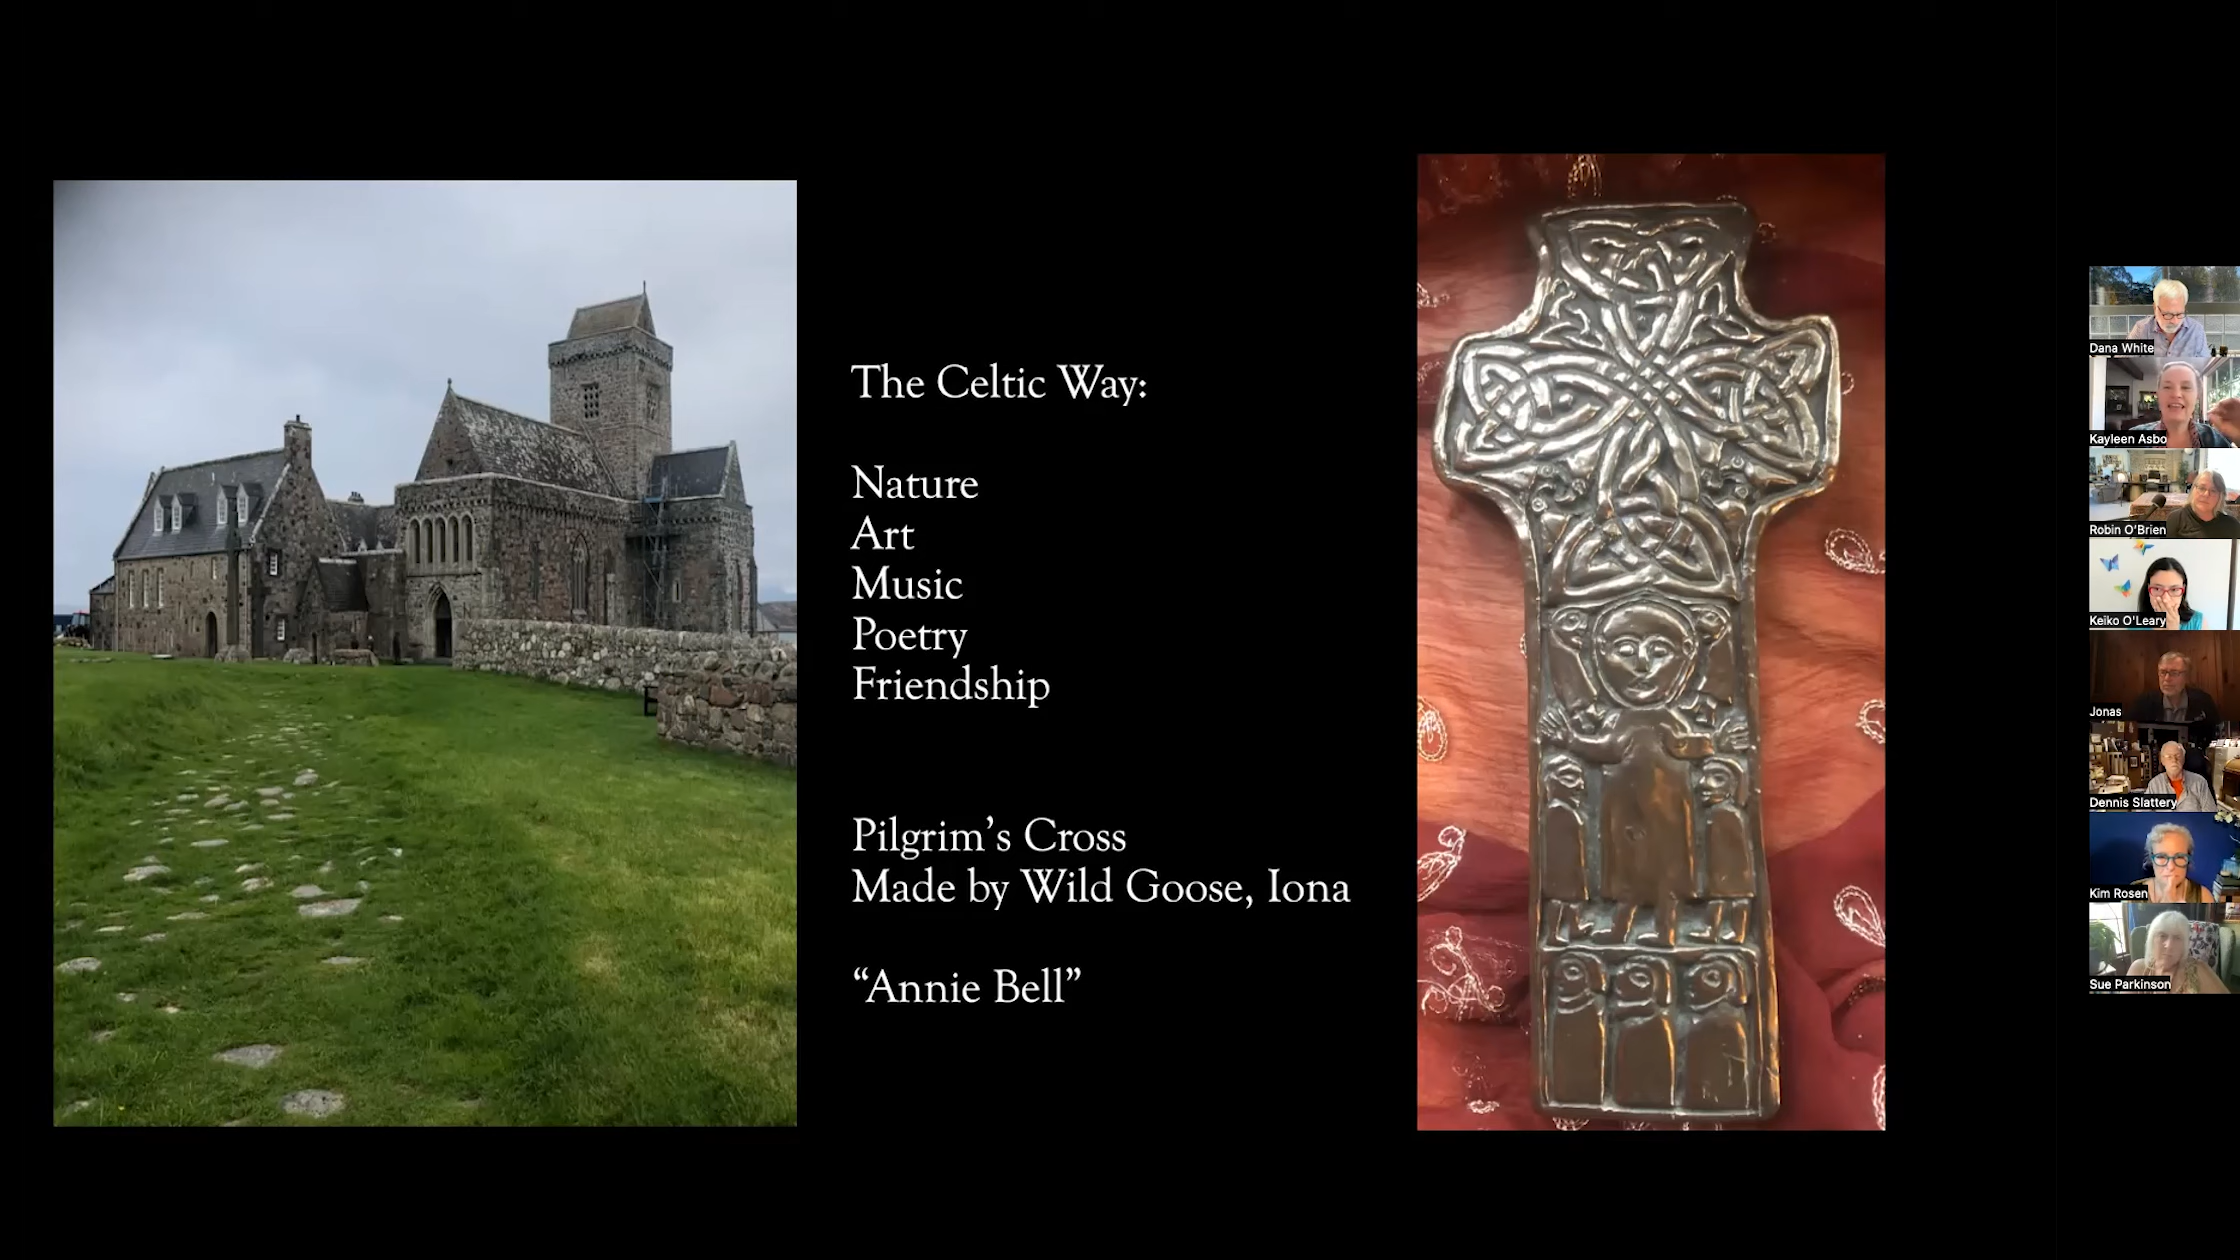 The Celtic Way:
Nature
Art
Music
Poetry
Friendship
Pilgrim’s Cross
Made by Wild Goose, Iona
“Annie Bell”
Dana White
Kayleen Asbo
Robin O'Brien
Keiko O'Leary
Jonas
Dennis Slattery
Kim Rosen
Sue Parkinson